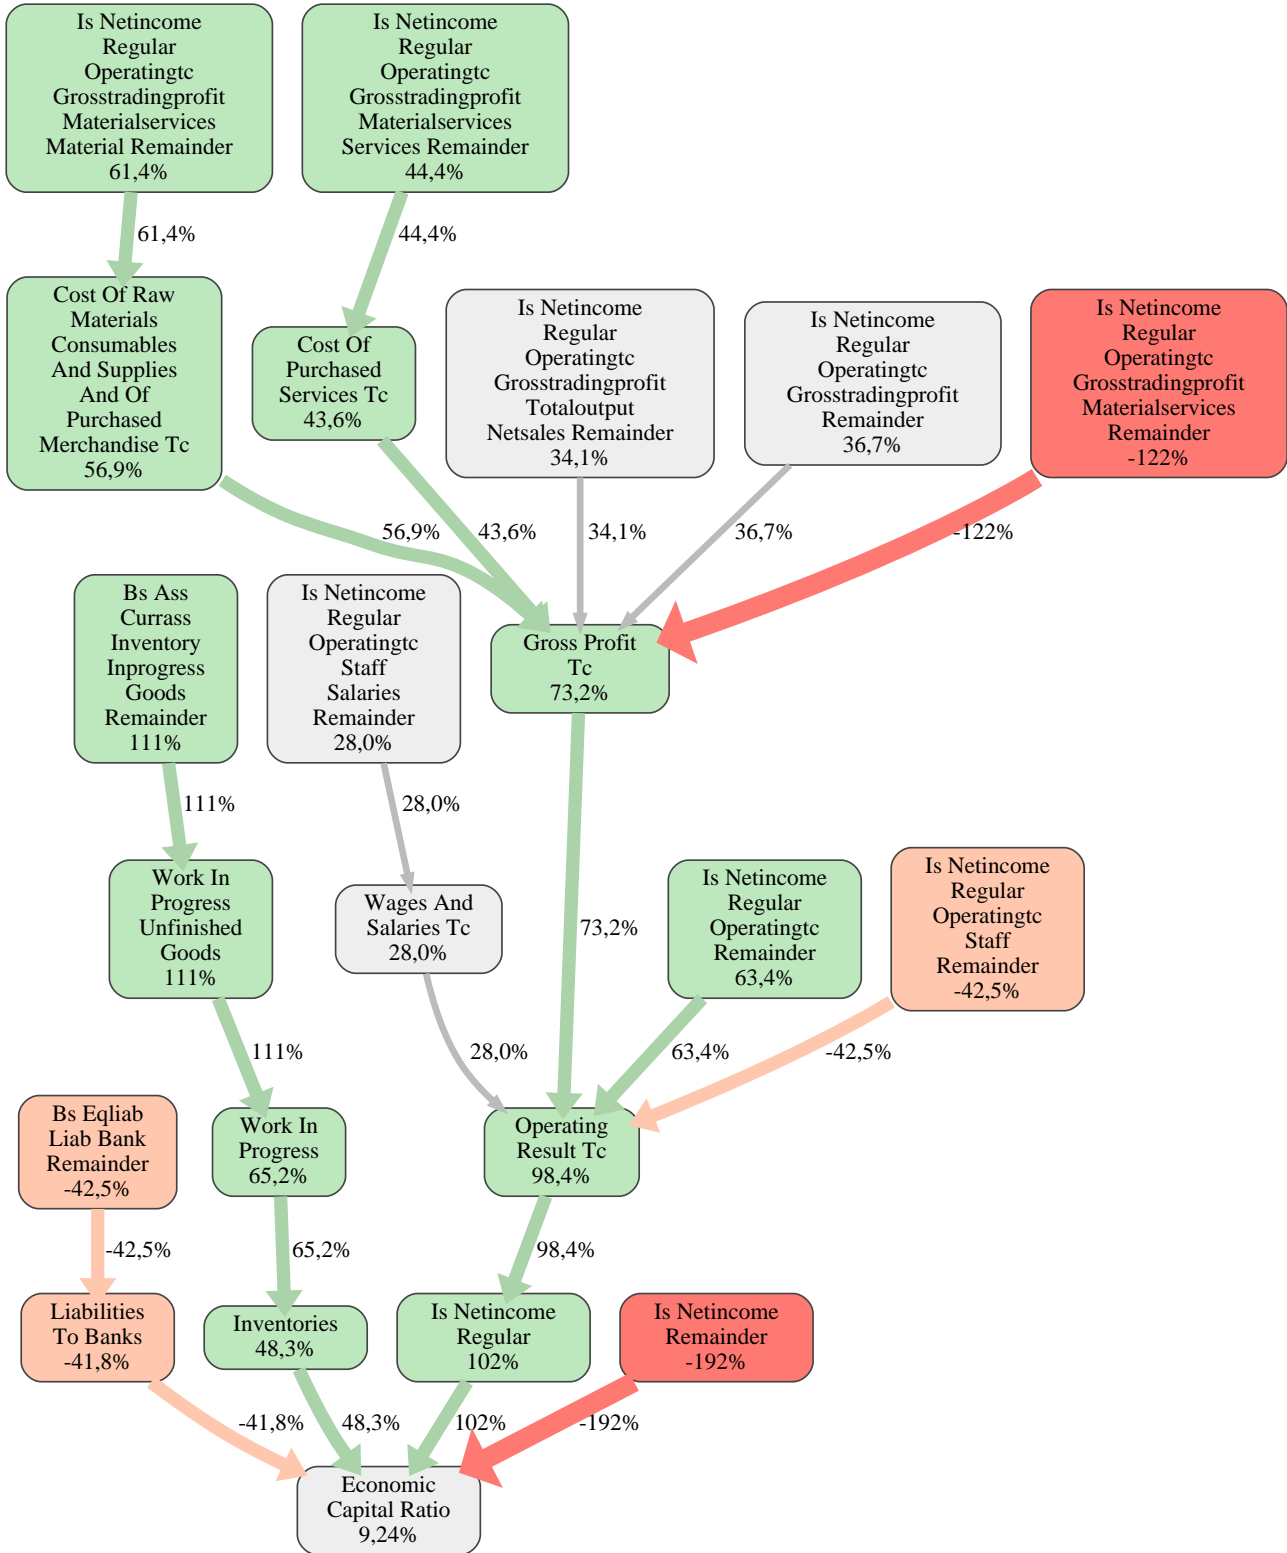 Is Netincome
Regular
Operatingtc
Grosstradingprofit
Materialservices
Material Remainder
61,4%
Is Netincome
Regular
Operatingtc
Grosstradingprofit
Materialservices
Services Remainder
44,4%
61,4%
44,4%
Cost Of Raw
Materials
Consumables
And Supplies
And Of
Purchased
Merchandise Tc
56,9%
Cost Of
Purchased
Services Tc
43,6%
Is Netincome
Regular
Operatingtc
Grosstradingprofit
Totaloutput
Netsales Remainder
34,1%
Is Netincome
Regular
Operatingtc
Grosstradingprofit
Remainder
36,7%
Is Netincome
Regular
Operatingtc
Grosstradingprofit
Materialservices
Remainder
-122%
56,9%
43,6%
34,1%
36,7%
-122%
Bs Ass
Currass
Inventory
Inprogress
Goods
Remainder
111%
Is Netincome
Regular
Operatingtc
Staff
Salaries
Remainder
28,0%
Gross Profit
Tc
73,2%
111%
28,0%
Work In
Progress
Unfinished
Goods
111%
Wages And
Salaries Tc
28,0%
73,2%
Is Netincome
Regular
Operatingtc
Remainder
63,4%
Is Netincome
Regular
Operatingtc
Staff
Remainder
-42,5%
111%
28,0%
63,4%
-42,5%
Bs Eqliab
Liab Bank
Remainder
-42,5%
Work In
Progress
65,2%
Operating
Result Tc
98,4%
-42,5%
65,2%
98,4%
Liabilities
To Banks
-41,8%
Inventories
48,3%
Is Netincome
Regular
102%
Is Netincome
Remainder
-192%
-41,8%
48,3%
102%
-192%
Economic
Capital Ratio
9,24%